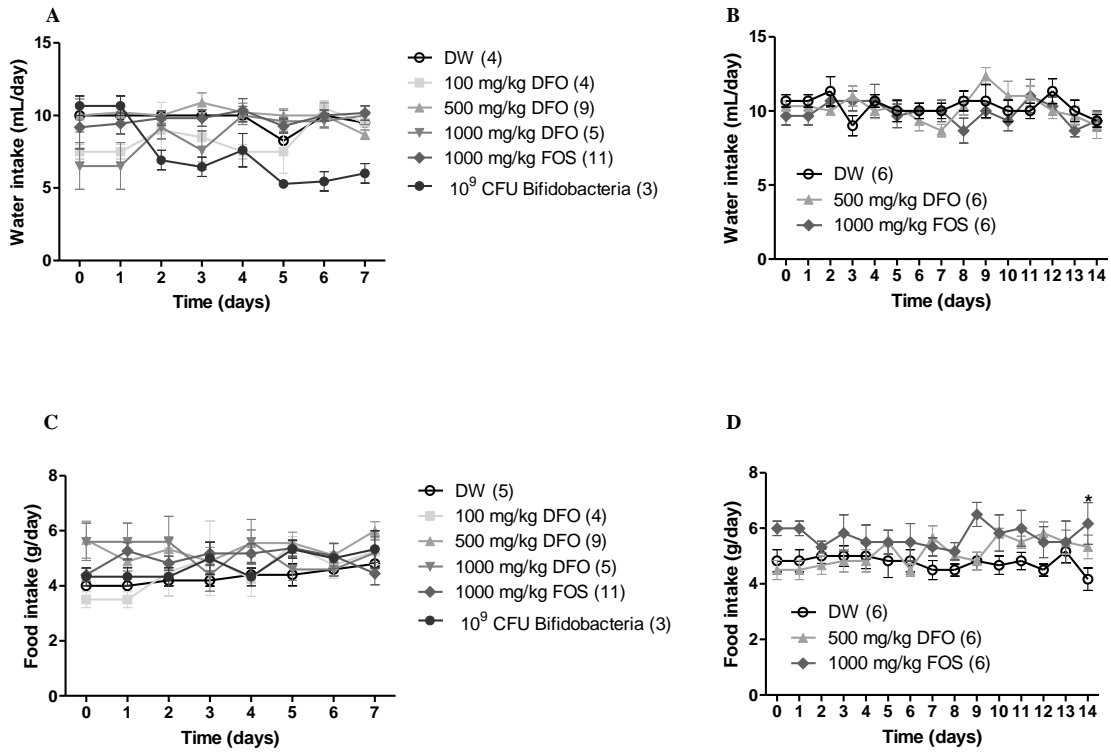 A
Water intake (mL/day)
15
10
5
0
0 1 2 3 4 5 6 7
Time (days)
DW (4)
100 mg/kg DFO (4)
500 mg/kg DFO (9)
1000 mg/kg DFO (5)
1000 mg/kg FOS (11)
10⁹ CFU Bifidobacteria (3)
B
Water intake (mL/day)
15
10
5
0
DW (6)
500 mg/kg DFO (6)
1000 mg/kg FOS (6)
0 1 2 3 4 5 6 7 8 9 10 11 12 13 14
Time (days)
C
Food intake (g/day)
8
6
4
2
0
0 1 2 3 4 5 6 7
Time (days)
DW (5)
100 mg/kg DFO (4)
500 mg/kg DFO (9)
1000 mg/kg DFO (5)
1000 mg/kg FOS (11)
10⁹ CFU Bifidobacteria (3)
D
Food intake (g/day)
8
6
4
2
0
*
DW (6)
500 mg/kg DFO (6)
1000 mg/kg FOS (6)
0 1 2 3 4 5 6 7 8 9 10 11 12 13 14
Time (days)